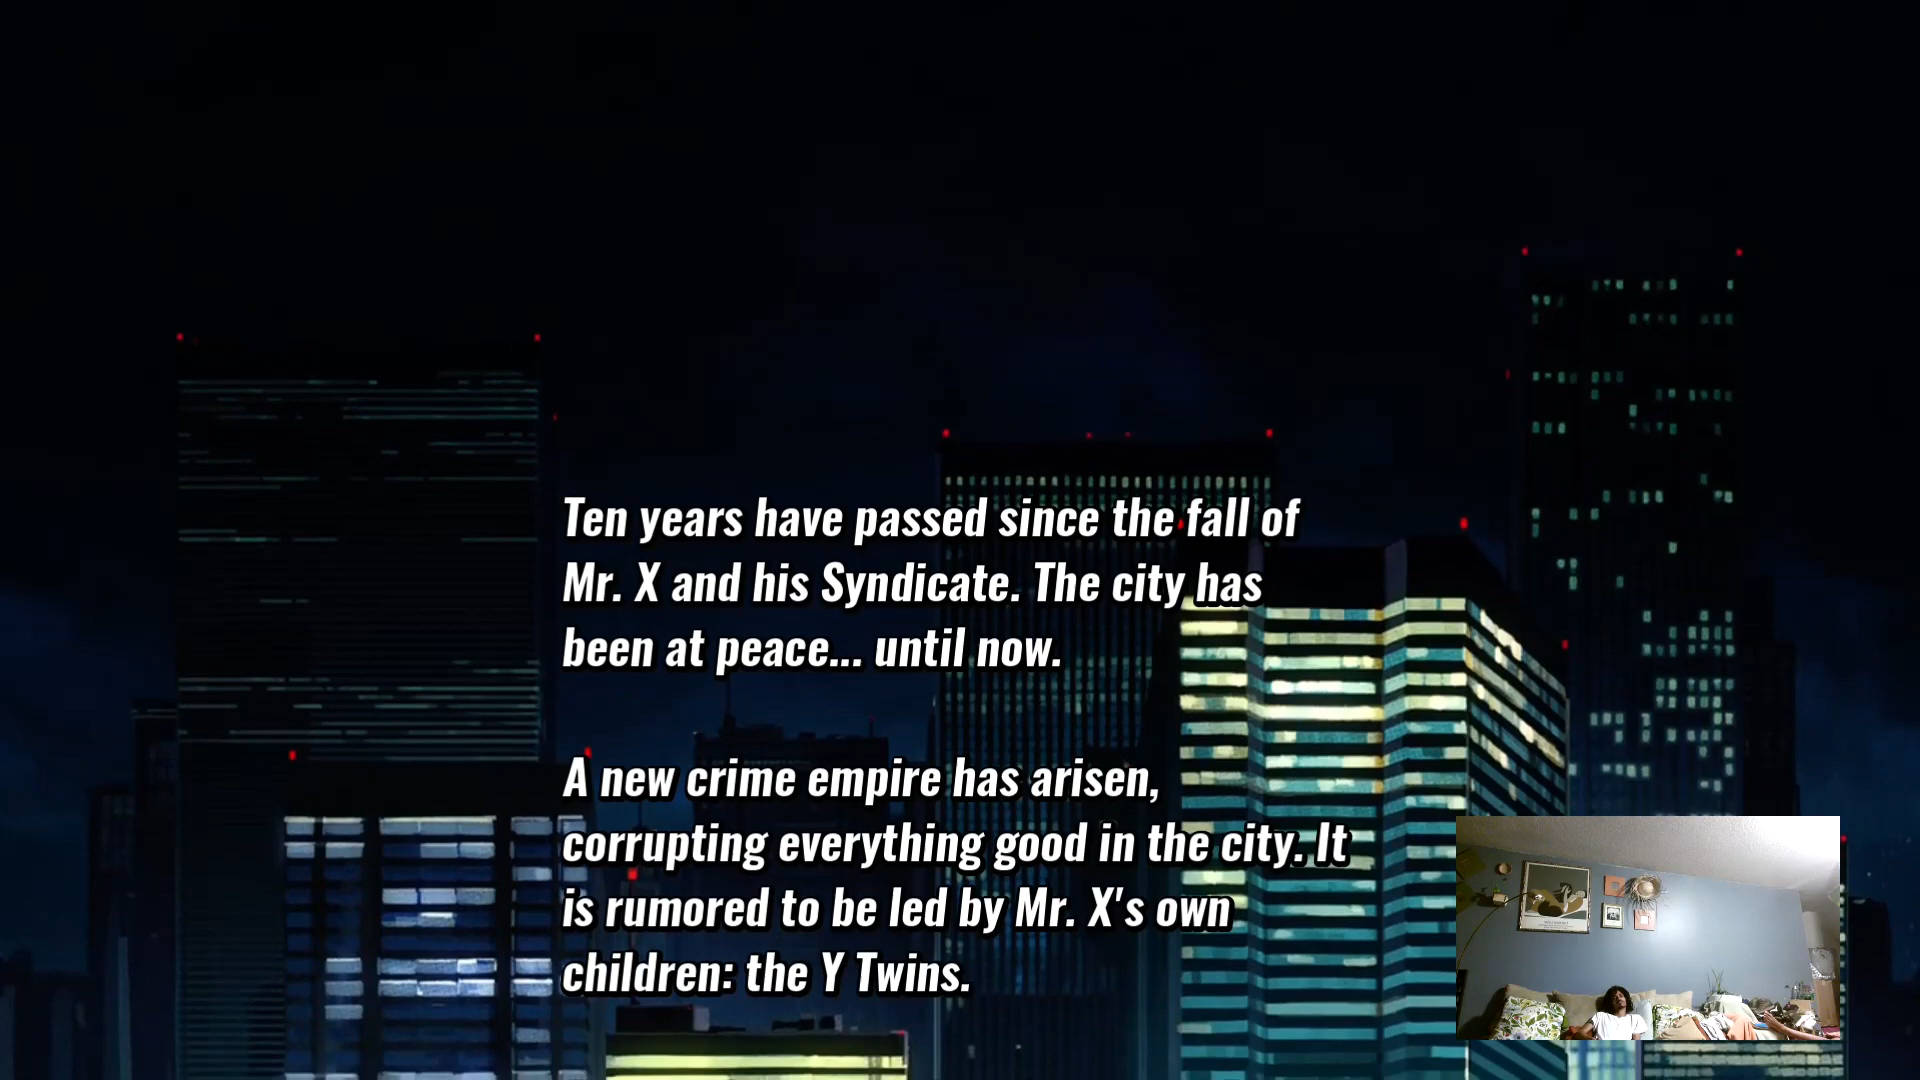 Ten years have passed since the fall of
Mr. X and his Syndicate. The city has
been at peace... until now.
A new crime empire has arisen,
corrupting everything good in the city. It
is rumored to be led by Mr. X's own
children: the Y Twins.